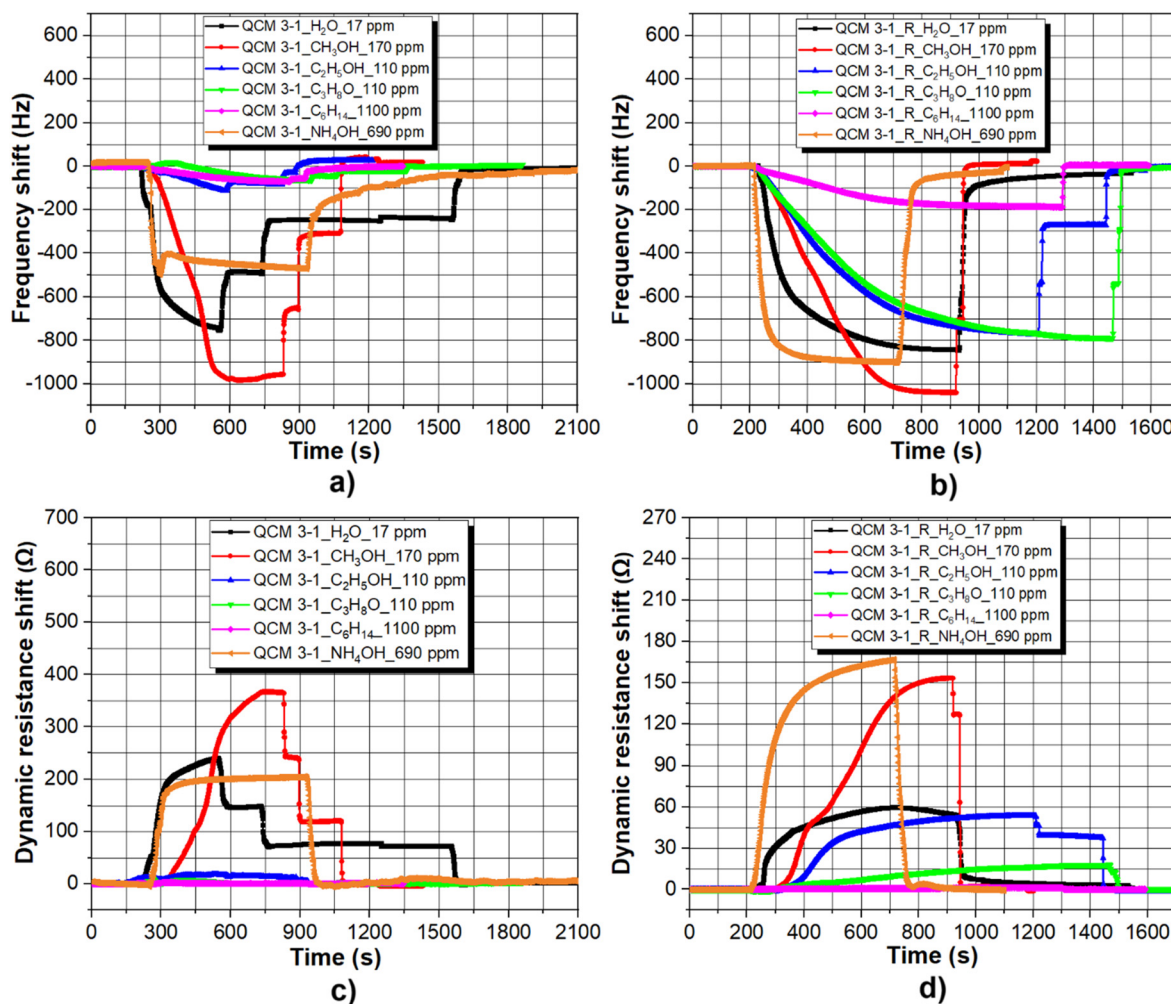 Frequency shift (Hz)
600
400
200
0
-200
-400
-600
-800
-1000
QCM 3-1_H₂O_17 ppm
QCM 3-1_CH₃OH_170 ppm
QCM 3-1_C₂H₅OH_110 ppm
QCM 3-1_C₃H₈O_110 ppm
QCM 3-1_C₆H₁₄_1100 ppm
QCM 3-1_NH₄OH_690 ppm
0 300 600 900 1200 1500 1800 2100
Time (s)
a)
Frequency shift (Hz)
600
400
200
0
-200
-400
-600
-800
-1000
QCM 3-1_R_H₂O_17 ppm
QCM 3-1_R_CH₃OH_170 ppm
QCM 3-1_R_C₂H₅OH_110 ppm
QCM 3-1_R_C₃H₈O_110 ppm
QCM 3-1_R_C₆H₁₄_1100 ppm
QCM 3-1_R_NH₄OH_690 ppm
0 200 400 600 800 1000 1200 1400 1600
Time (s)
b)
Dynamic resistance shift (Ω)
700
600
500
400
300
200
100
0
QCM 3-1_H₂O_17 ppm
QCM 3-1_CH₃OH_170 ppm
QCM 3-1_C₂H₅OH_110 ppm
QCM 3-1_C₃H₈O_110 ppm
QCM 3-1_C₆H₁₄_1100 ppm
QCM 3-1_NH₄OH_690 ppm
0 300 600 900 1200 1500 1800 2100
Time (s)
c)
Dynamic resistance shift (Ω)
270
240
210
180
150
120
90
60
30
0
QCM 3-1_R_H₂O_17 ppm
QCM 3-1_R_CH₃OH_170 ppm
QCM 3-1_R_C₂H₅OH_110 ppm
QCM 3-1_R_C₃H₈O_110 ppm
QCM 3-1_R_C₆H₁₄_1100 ppm
QCM 3-1_R_NH₄OH_690 ppm
0 200 400 600 800 1000 1200 1400 1600
Time (s)
d)